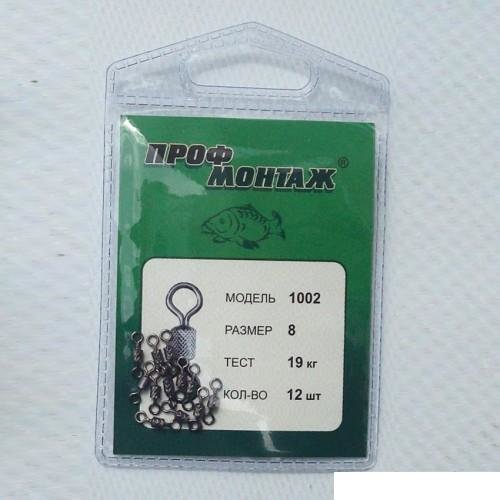 ПРОФ
МОНТАЖ®
МОДЕЛЬ 1002
РАЗМЕР 8
ТЕСТ 19 кг
КОЛ-ВО 12 шт